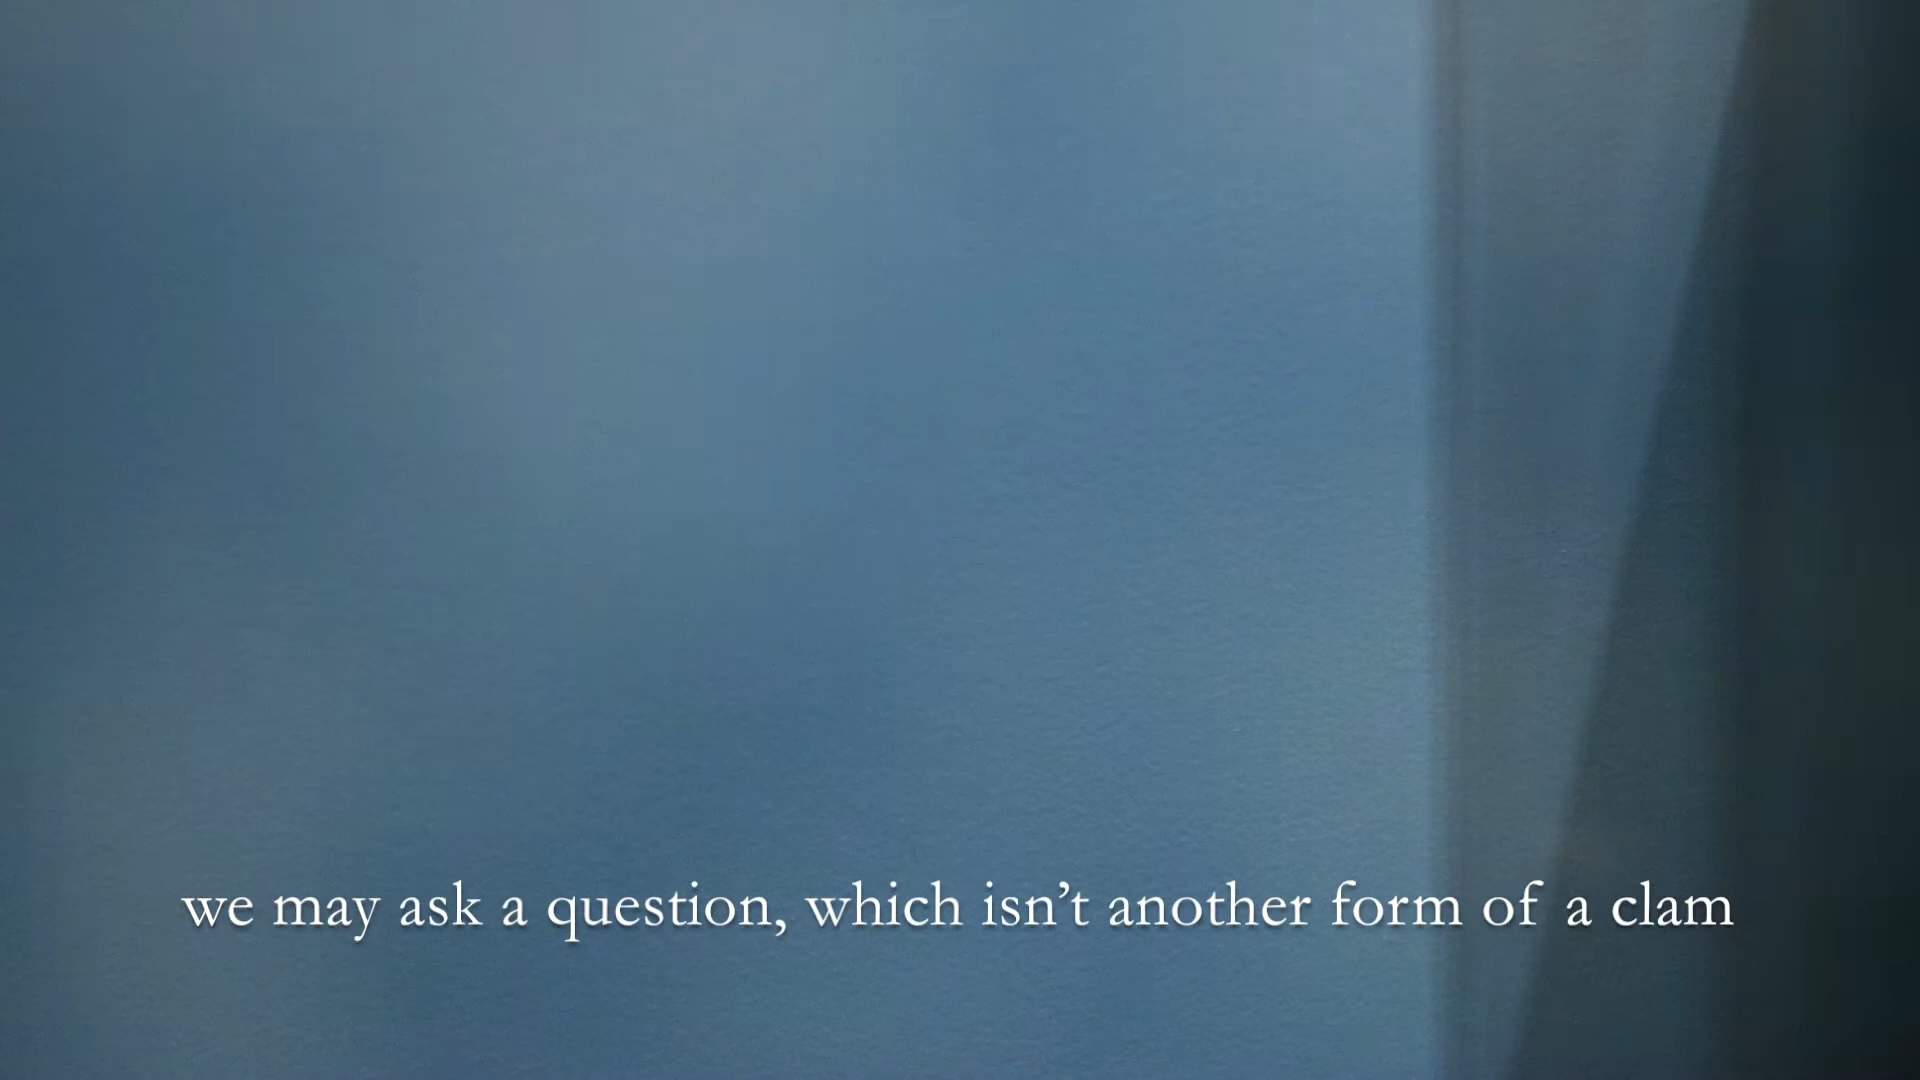 we may ask a question, which isn’t another form of a clam